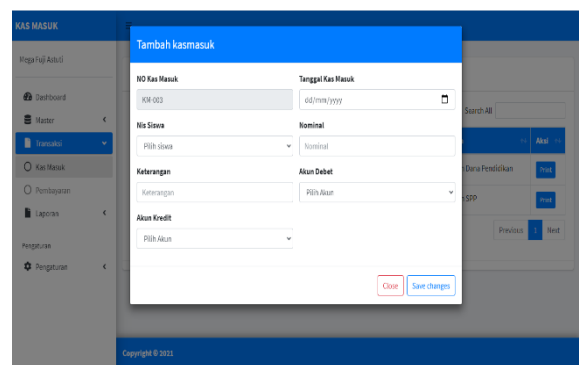 KAS MASUK
Mega Fuji Astuti
Dashboard
Master
Transaksi
Kas Masuk
Pembayaran
Laporan
Pengaturan
Pengaturan
Tambah kasmasuk
NO Kas Masuk
Tanggal Kas Masuk
KM-003
dd/mm/yyyy
Nis Siswa
Nominal
Pilih siswa
Nominal
Keterangan
Akun Debet
Keterangan
Pilih Akun
Akun Kredit
Pilih Akun
Close
Save changes
Search All
Aksi
Dana Pendidikan
Print
SPP
Print
Previous
1
Next
Copyright © 2021